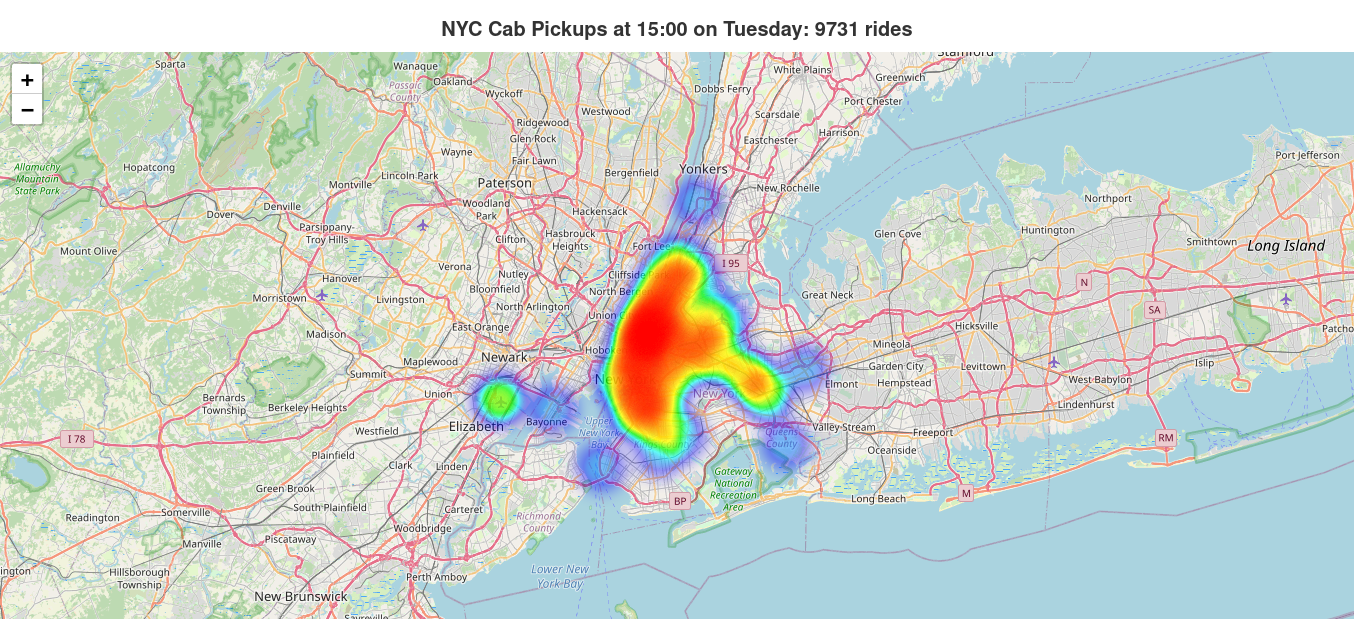 NYC Cab Pickups at 15:00 on Tuesday: 9731 rides
+
−
Stamford
Sparta
Wanaque
Oakland
White Plains
Greenwich
Passaic
County
Wyckoff
Dobbs Ferry
Port Chester
Westwood
Scarsdale
Ridgewood
Glen Rock
Eastchester
Harrison
Wayne
Fair Lawn
Port Jefferson
Allamuchy
Mountain
State Park
Hopatcong
Lincoln Park
Bergenfield
Yonkers
Montville
Paterson
New Rochelle
Northport
Denville
Dover
Woodland
Park
Hackensack
Parsippany-
Troy Hills
Clifton
Hasbrouck
Heights
Fort Lee
Glen Cove
Huntington
Smithtown
Long Island
Mount Olive
Verona
I 95
Hanover
Nutley
Cliffside
Bloomfield
N
Morristown
Livingston
North Arlington
North Ber
Great Neck
SA
Union C
Madison
East Orange
Hicksville
Patcho
Mineola
Hobok
Newark
Maplewood
Garden City
Levittown
Islip
Summit
Elmont
Hempstead
West Babylon
Union
New York
New Yor
Bernards
Township
Berkeley Heights
Lindenhurst
Bayonne
Upper
New York
Bay
Elizabeth
Valley Stream
Freeport
I 78
Westfield
Kings County
Queens
County
RM
Oceanside
Plainfield
Clark
Linden
Gateway
National
Recreation
Area
Green Brook
M
Long Beach
BP
South Plainfield
Carteret
Somerville
Readington
Richmond
County
Woodbridge
Piscataway
Manville
ington
Hillsborough
Township
Perth Amboy
Lower New
York Bay
New Brunswick
Sayreville